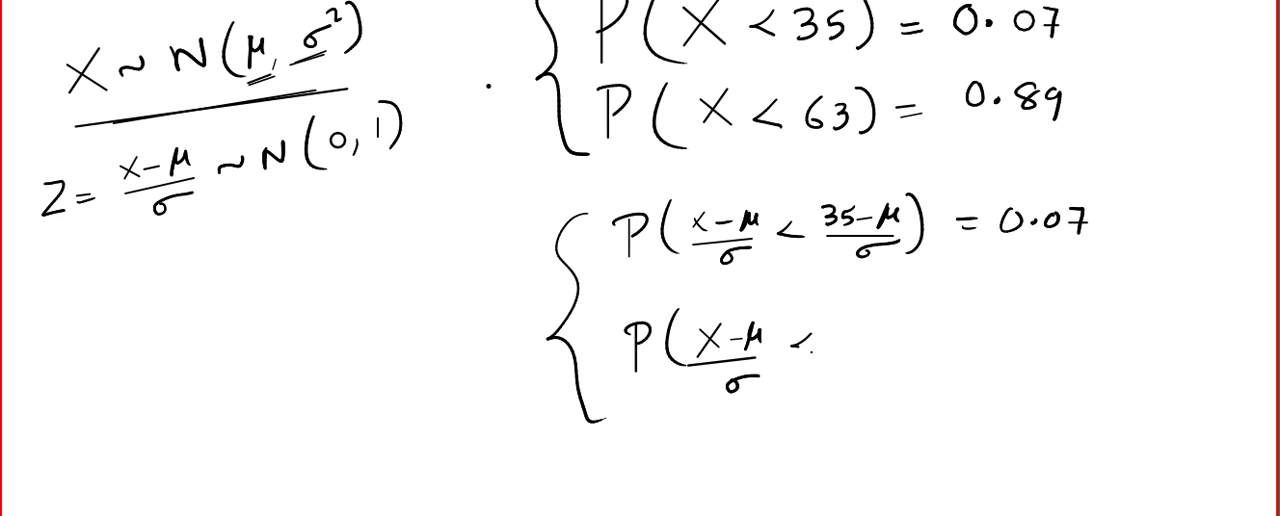 X ~ N(μ, σ²)
Z = (x-μ)/σ ~ N(0, 1)
P(X < 35) = 0.07
P(X < 63) = 0.89
P((x-μ)/σ < (35-μ)/σ) = 0.07
P((X-μ)/σ <